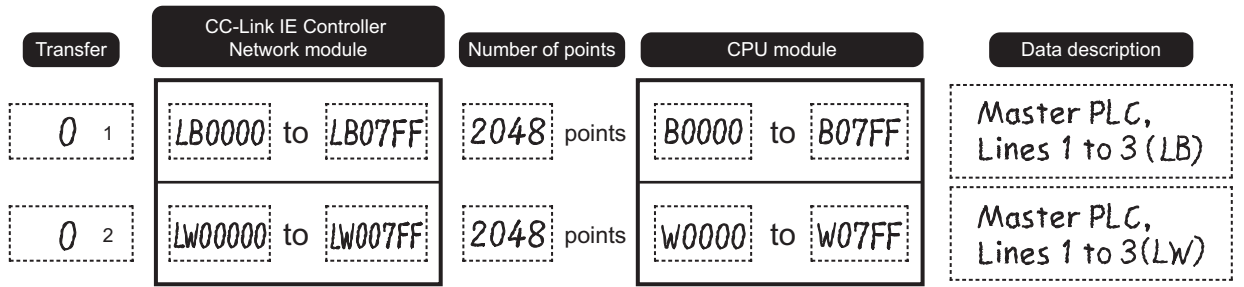 Transfer
CC-Link IE Controller
Network module
Number of points
CPU module
Data description
0 1
LB0000 to LB07FF
2048 points
B0000 to B07FF
Master PLC,
Lines 1 to 3 (LB)
0 2
LW00000 to LW007FF
2048 points
W0000 to W07FF
Master PLC,
Lines 1 to 3(LW)